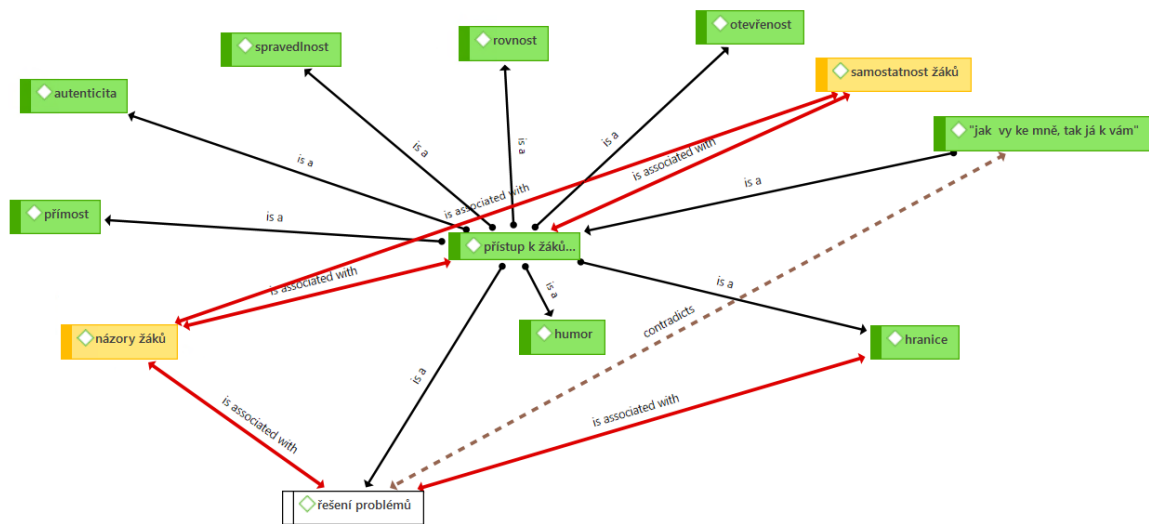 otevřenost
rovnost
spravedlnost
samostatnost žáků
autenticita
"jak  vy ke mně, tak já k vám"
is a
is a
is a
is a
is associated with
is a
is associated with
přímost
is a
přístup k žáků...
is associated with
is a
is a
contradicts
názory žáků
humor
hranice
is a
is associated with
is associated with
řešení problémů